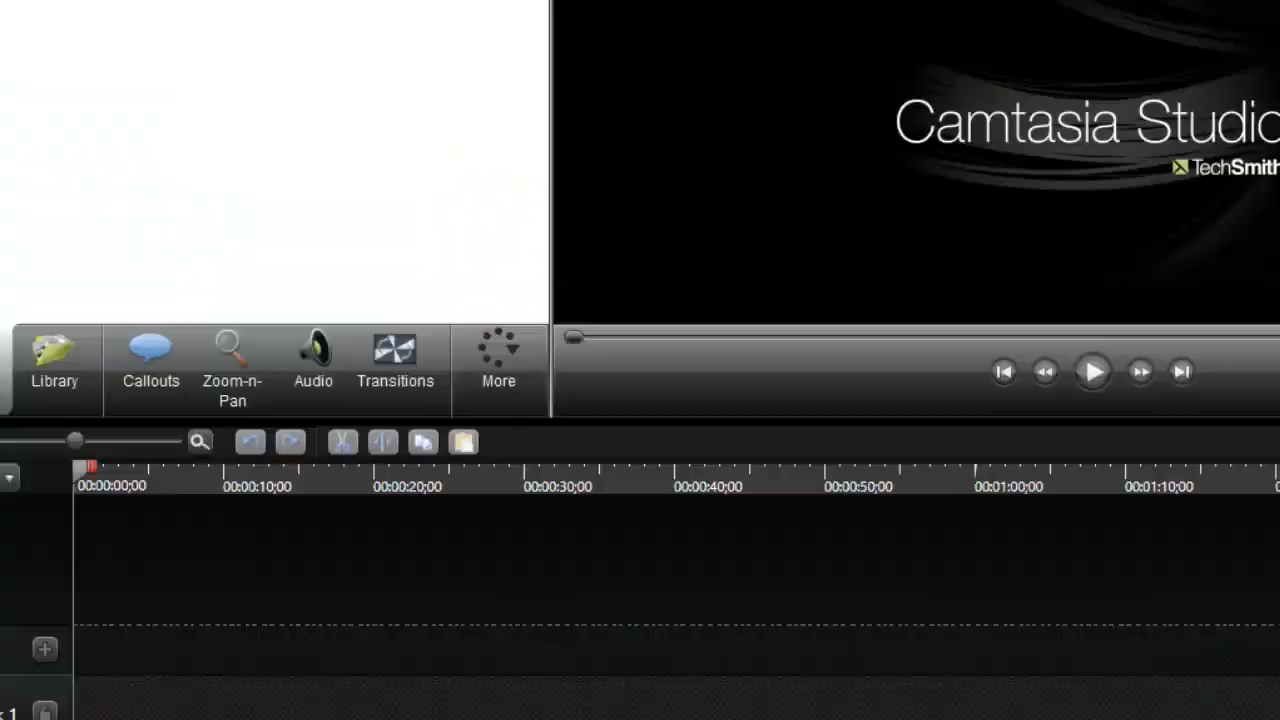 Camtasia Studio
TechSmith
Library
Callouts
Zoom-n-
Pan
Audio
Transitions
More
00:00:00;00
00:00:10;00
00:00:20;00
00:00:30;00
00:00:40;00
00:00:50;00
00:01:00;00
00:01:10;00
1